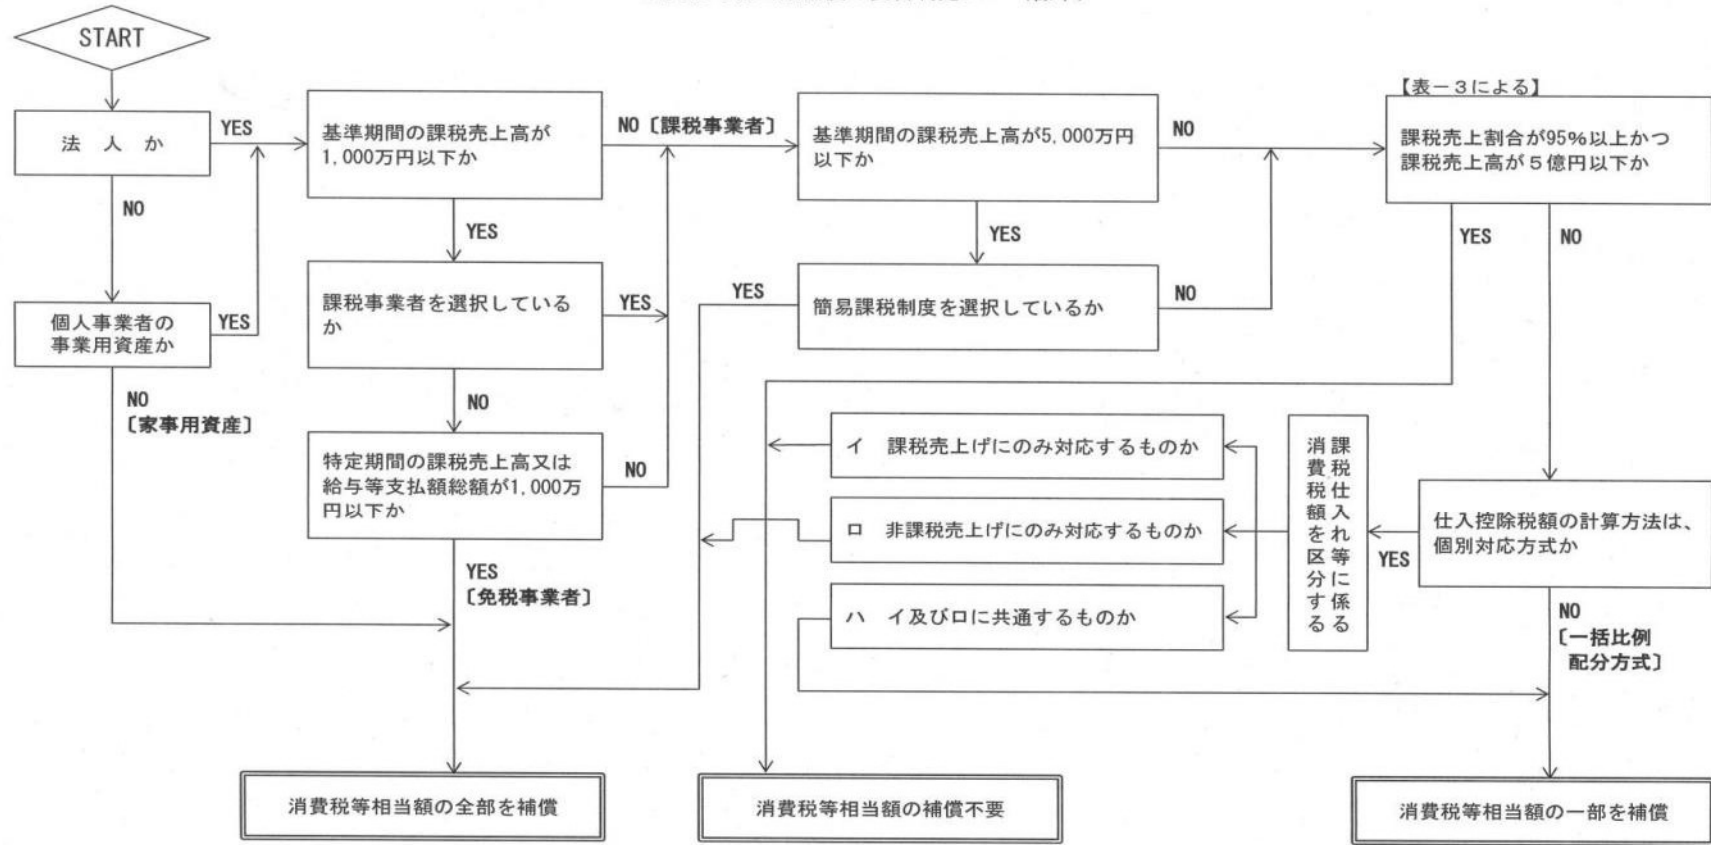 START
法 人 か
YES
NO
個人事業者の
事業用資産か
YES
NO
〔家事用資産〕
基準期間の課税売上高が
1,000万円以下か
NO〔課税事業者〕
YES
課税事業者を選択している
か
YES
NO
特定期間の課税売上高又は
給与等支払額総額が1,000万
円以下か
NO
YES
〔免税事業者〕
基準期間の課税売上高が5,000万円
以下か
NO
YES
簡易課税制度を選択しているか
YES
NO
【表－3による】
課税売上割合が95%以上かつ
課税売上高が５億円以下か
YES
NO
仕入控除税額の計算方法は、
個別対応方式か
YES
NO
〔一括比例
配分方式〕
課税仕入れ等に係る
消費税額を区分する
イ 課税売上げにのみ対応するものか
ロ 非課税売上げにのみ対応するものか
ハ イ及びロに共通するものか
消費税等相当額の全部を補償
消費税等相当額の補償不要
消費税等相当額の一部を補償